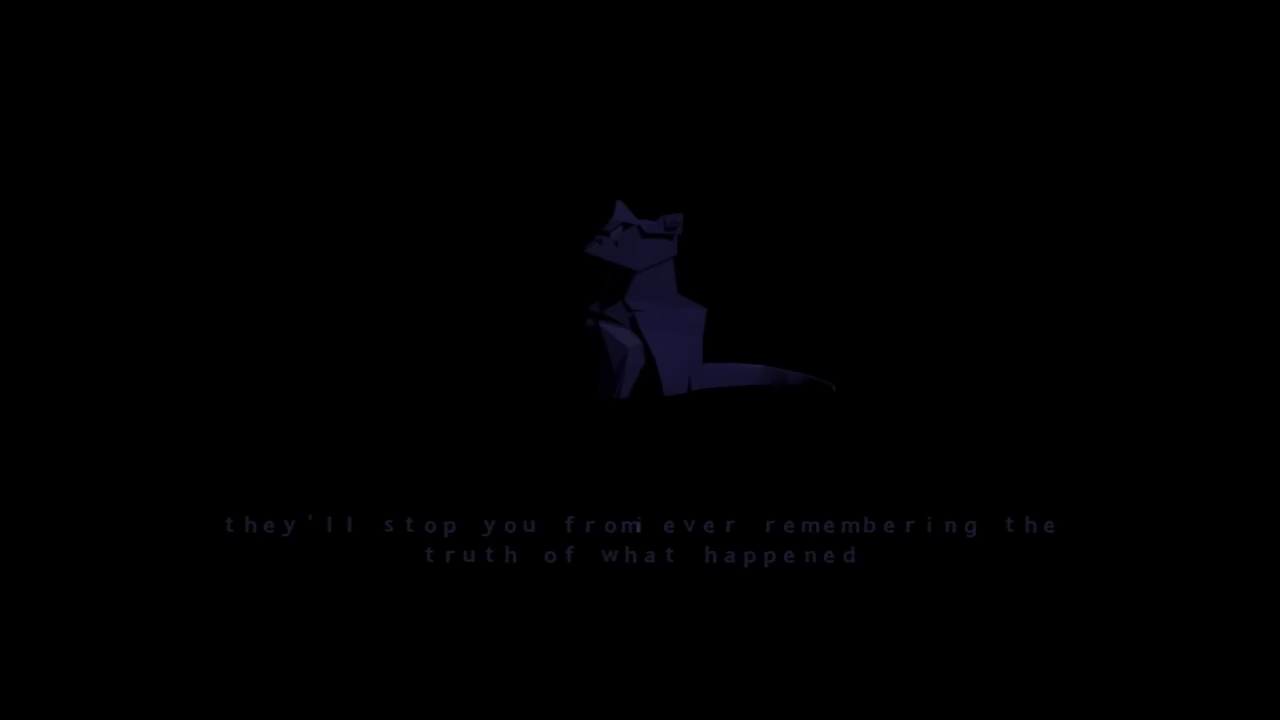 they'll stop you from ever remembering the
truth of what happened